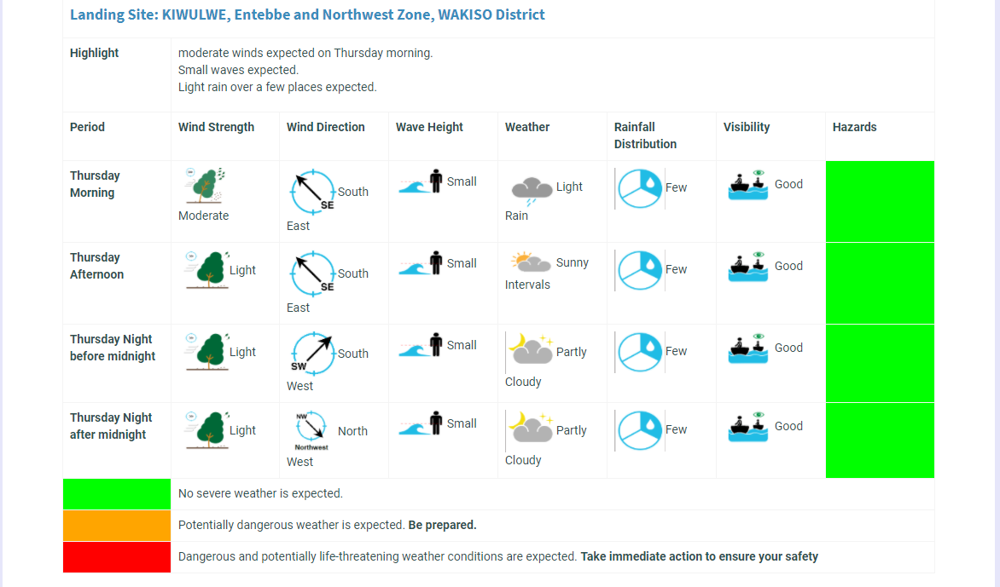 Landing Site: KIWULWE, Entebbe and Northwest Zone, WAKISO District
Highlight
moderate winds expected on Thursday morning.
Small waves expected.
Light rain over a few places expected.
Period
Wind Strength
Wind Direction
Wave Height
Weather
Rainfall
Distribution
Visibility
Hazards
Thursday
Morning
Moderate
SE
South
East
Small
Light
Rain
Few
Good
Thursday
Afternoon
Light
SE
South
East
Small
Sunny
Intervals
Few
Good
Thursday Night
before midnight
Light
SW
South
West
Small
Partly
Cloudy
Few
Good
Thursday Night
after midnight
Light
NW
Northwest
North
West
Small
Partly
Cloudy
Few
Good
No severe weather is expected.
Potentially dangerous weather is expected. Be prepared.
Dangerous and potentially life-threatening weather conditions are expected. Take immediate action to ensure your safety